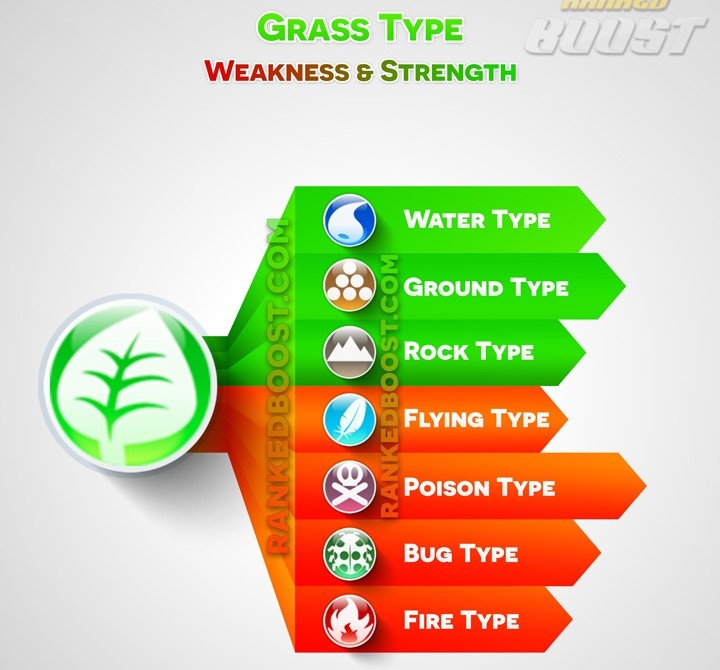 Grass Type
Weakness & Strength
Ranked
Boost
Water Type
Ground Type
Rock Type
Flying Type
Poison Type
Bug Type
Fire Type
RANKEDBOOST.COM
RANKEDBOOST.COM